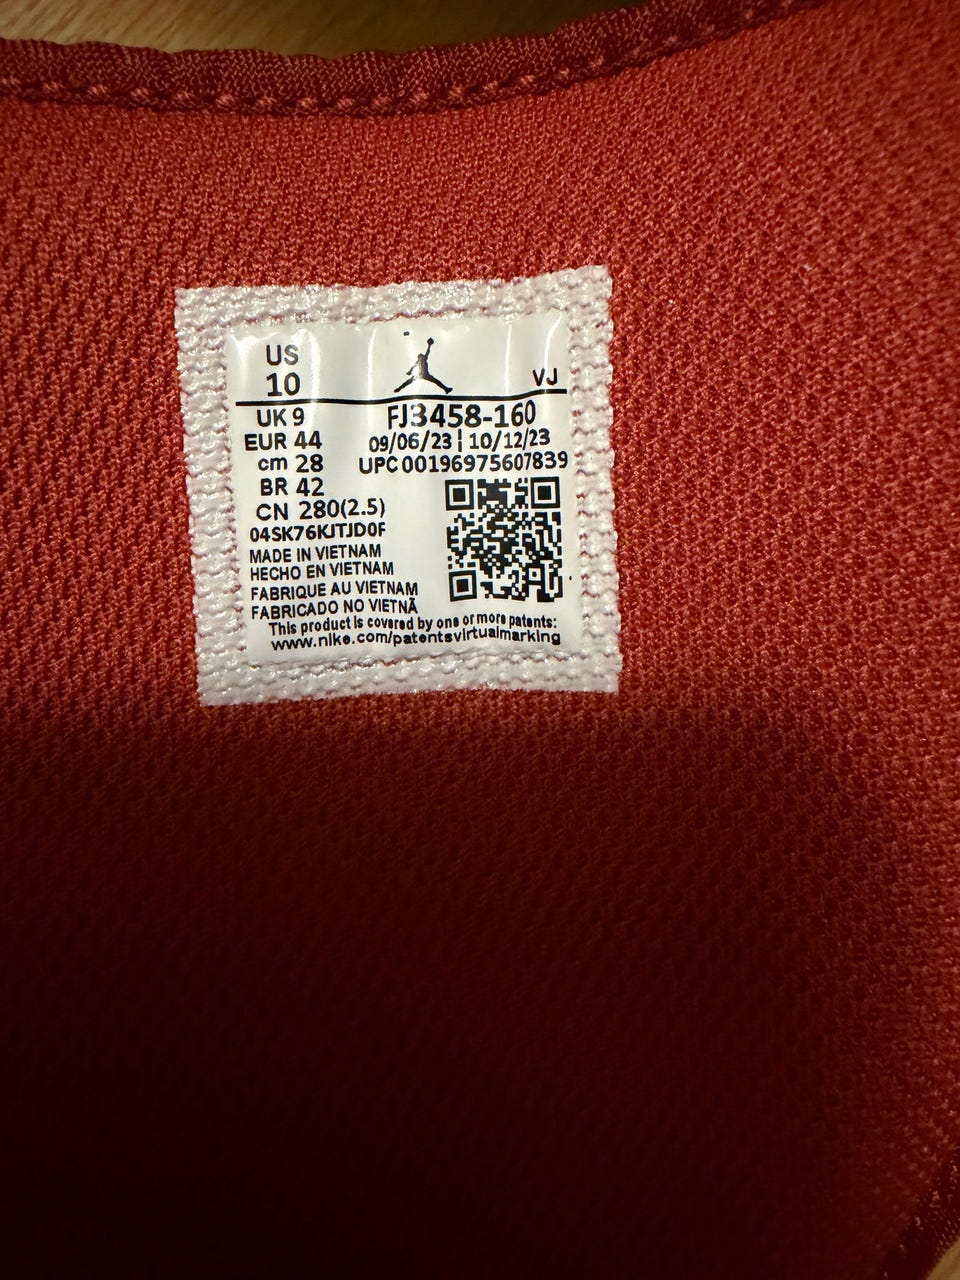 US
10
VJ
UK 9
FJ3458-160
EUR 44
09/06/23 | 10/12/23
cm 28
UPC 00196975607839
BR 42
CN 280(2.5)
04SK76KJTJD0F
MADE IN VIETNAM
HECHO EN VIETNAM
FABRIQUE AU VIETNAM
FABRICADO NO VIETNÃ
This product is covered by one or more patents:
www.nike.com/patentsvirtualmarking